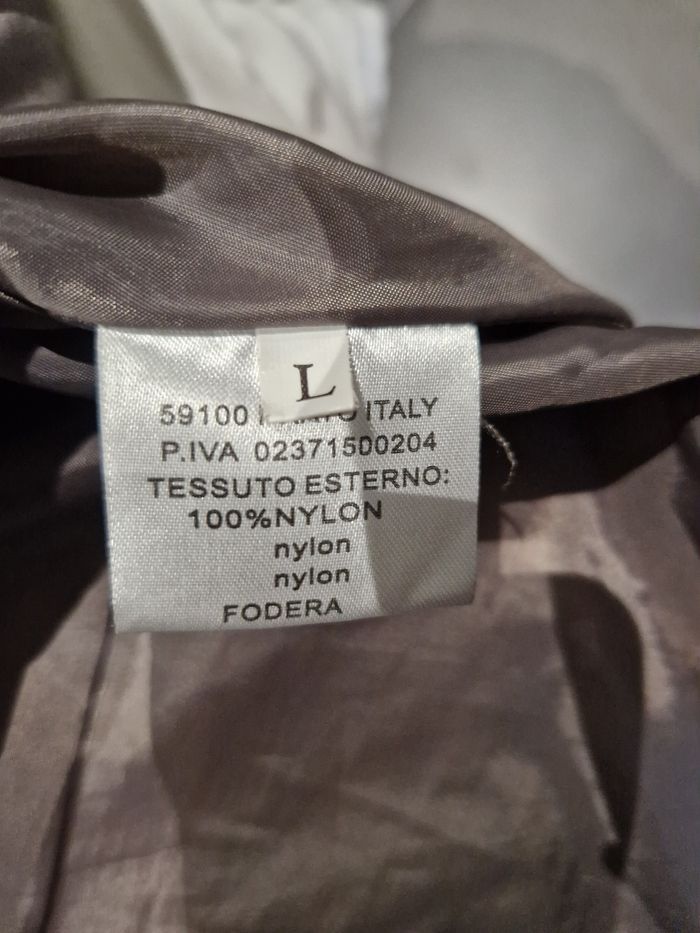 L
59100 ITALY
P.IVA 02371500204
TESSUTO ESTERNO:
100%NYLON
nylon
nylon
FODERA